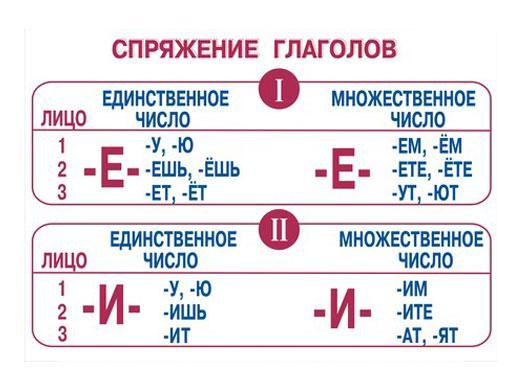 СПРЯЖЕНИЕ ГЛАГОЛОВ
I
ЛИЦО ЕДИНСТВЕННОЕ ЧИСЛО МНОЖЕСТВЕННОЕ ЧИСЛО
1 -У, -Ю -ЕМ, -ЁМ
2 -Е- -ЕШЬ, -ЁШЬ -Е- -ЕТЕ, -ЁТЕ
3 -ЕТ, -ЁТ -УТ, -ЮТ
II
ЛИЦО ЕДИНСТВЕННОЕ ЧИСЛО МНОЖЕСТВЕННОЕ ЧИСЛО
1 -У, -Ю -ИМ
2 -И- -ИШЬ -И- -ИТЕ
3 -ИТ -АТ, -ЯТ